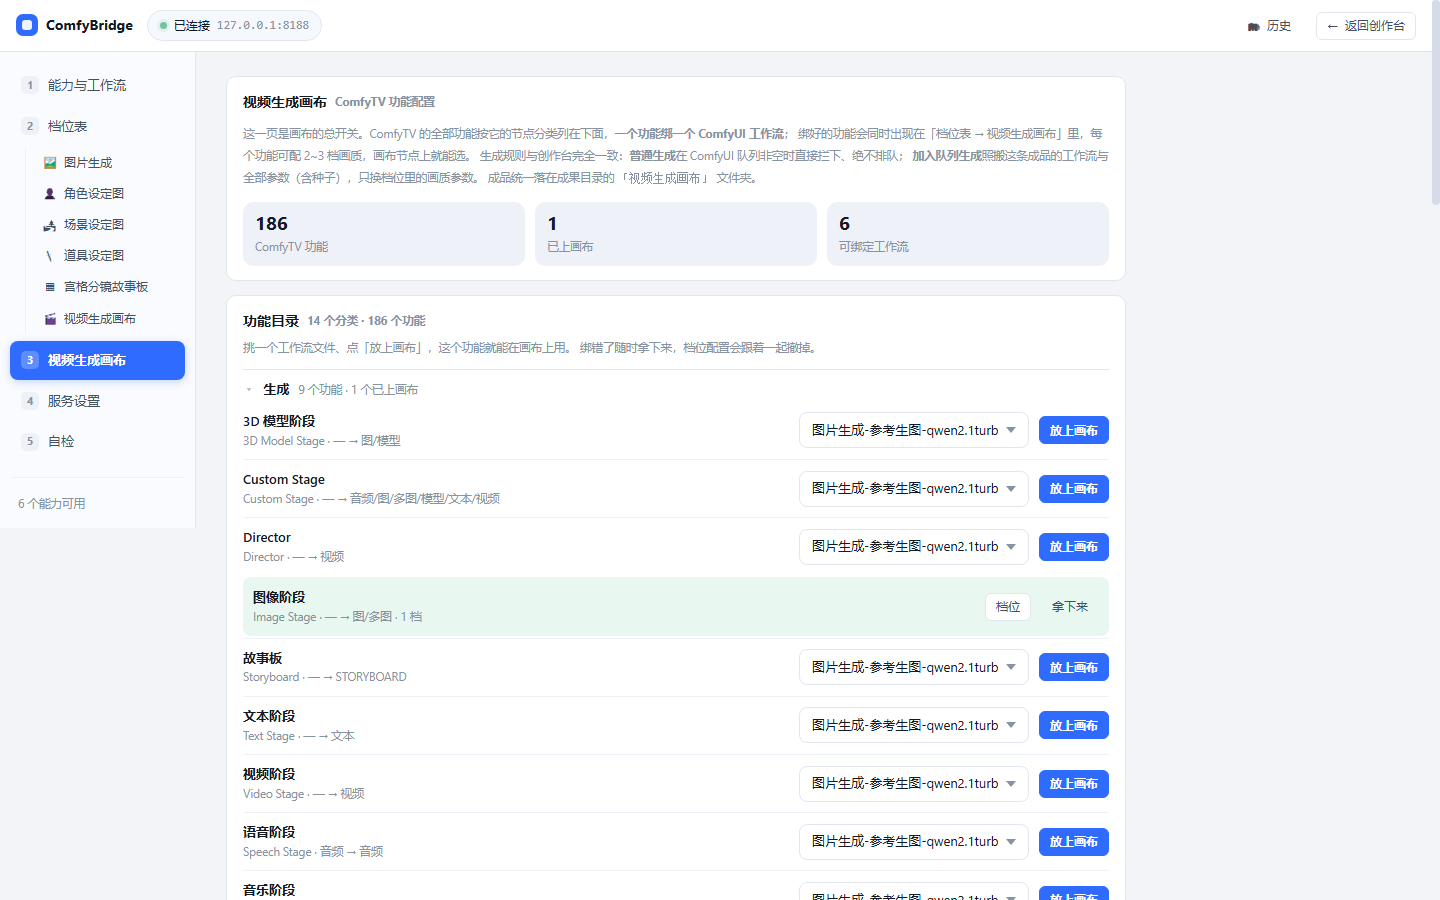 ComfyBridge
已连接 127.0.0.1:8188
历史
← 返回创作台
1 能力与工作流
2 档位表
图片生成
角色设定图
场景设定图
道具设定图
宫格分镜故事板
视频生成画布
3 视频生成画布
4 服务设置
5 自检
6 个能力可用
视频生成画布 ComfyTV 功能配置
这一页是画布的总开关。ComfyTV 的全部功能按它的节点分类列在下面，一个功能绑一个 ComfyUI 工作流； 绑好的功能会同时出现在「档位表 → 视频生成画布」里，每
个功能可配 2~3 档画质，画布节点上就能选。 生成规则与创作台完全一致：普通生成在 ComfyUI 队列非空时直接拦下、绝不排队； 加入队列生成照搬这条成品的工作流与
全部参数（含种子），只换档位里的画质参数。 成品统一落在成果目录的 「视频生成画布」 文件夹。
186
ComfyTV 功能
1
已上画布
6
可绑定工作流
功能目录 14 个分类 · 186 个功能
挑一个工作流文件、点「放上画布」，这个功能就能在画布上用。 绑错了随时拿下来，档位配置会跟着一起撤掉。
生成 9 个功能 · 1 个已上画布
3D 模型阶段
3D Model Stage · — → 图/模型
图片生成-参考生图-qwen2.1turb
放上画布
Custom Stage
Custom Stage · — → 音频/图/多图/模型/文本/视频
图片生成-参考生图-qwen2.1turb
放上画布
Director
Director · — → 视频
图片生成-参考生图-qwen2.1turb
放上画布
图像阶段
Image Stage · — → 图/多图 · 1 档
档位
拿下来
故事板
Storyboard · — → STORYBOARD
图片生成-参考生图-qwen2.1turb
放上画布
文本阶段
Text Stage · — → 文本
图片生成-参考生图-qwen2.1turb
放上画布
视频阶段
Video Stage · — → 视频
图片生成-参考生图-qwen2.1turb
放上画布
语音阶段
Speech Stage · 音频 → 音频
图片生成-参考生图-qwen2.1turb
放上画布
音乐阶段
图片生成-参考生图-qwen2.1turb
放上画布